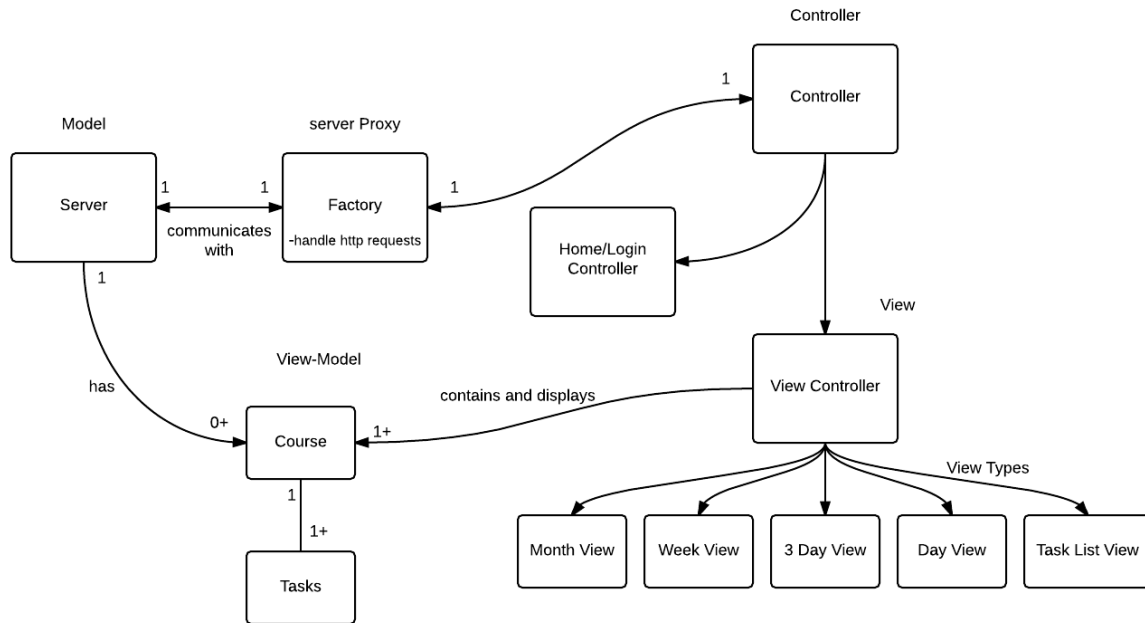 Controller
Controller
1
Model
server Proxy
Server
1
1
communicates
with
Factory
-handle http requests
1
Home/Login
Controller
1
View
View-Model
has
0+
Course
contains and displays
1+
View Controller
1
1+
Tasks
View Types
Month View
Week View
3 Day View
Day View
Task List View